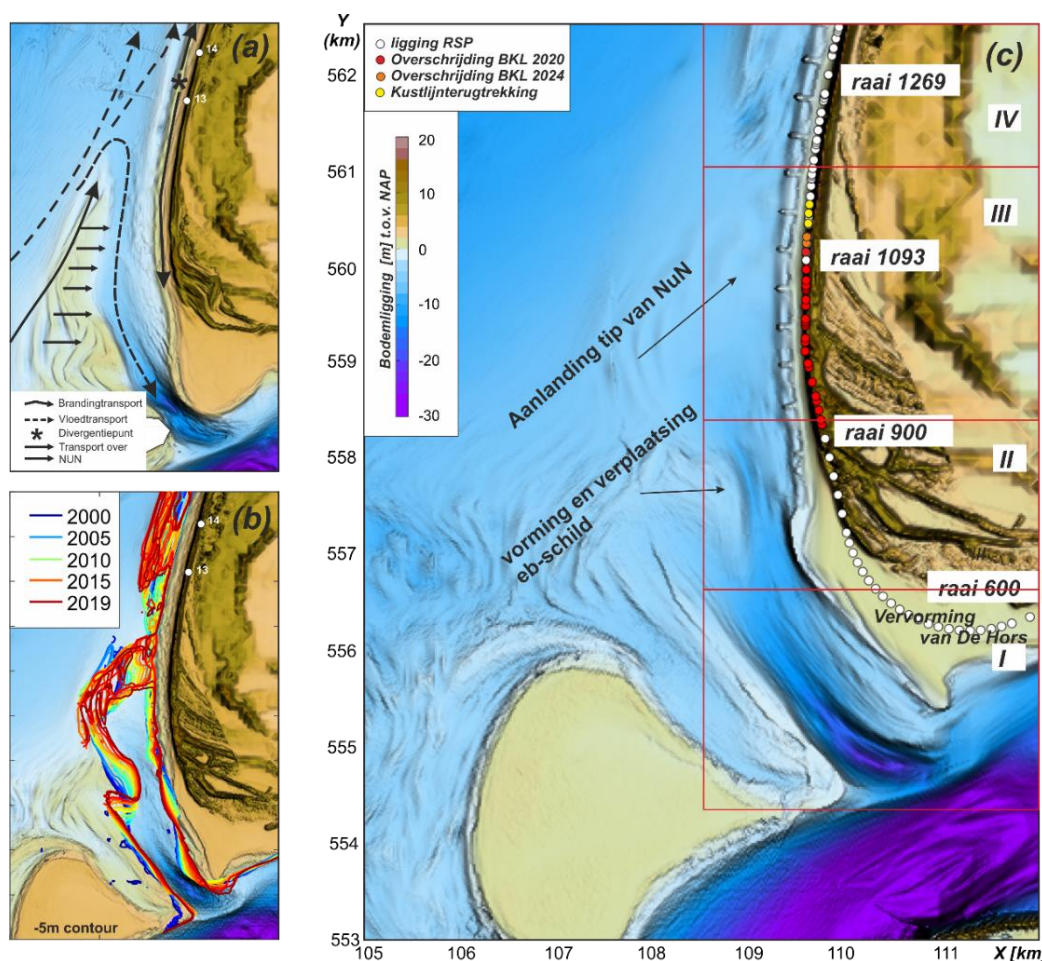 (a)
14
13
Brandingtransport
Vloedtransport
* Divergentiepunt
Transport over
NUN
(b)
2000
2005
2010
2015
2019
14
13
-5m contour
Y
(km)
562
561
560
559
558
557
556
555
554
553
105
106
107
108
109
110
111
X [km]
ligging RSP
Overschrijding BKL 2020
Overschrijding BKL 2024
Kustlijnterugtrekking
Bodemligging [m] t.o.v. NAP
20
10
0
-10
-20
-30
(c)
raai 1269
IV
III
raai 1093
Aanlanding tip van NuN
raai 900
II
vorming en verplaatsing
eb-schild
raai 600
Vervorming
van De Hors
I